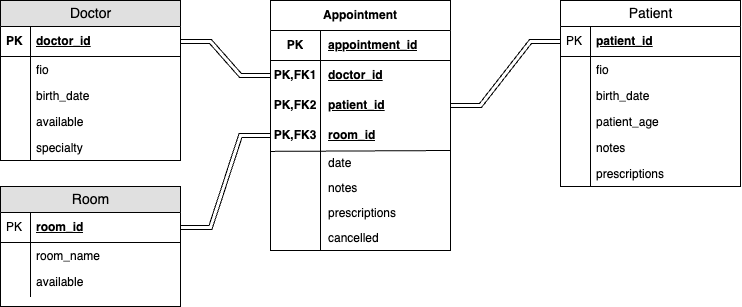 Doctor
PK doctor_id
fio
birth_date
available
specialty
Room
PK room_id
room_name
available
Appointment
PK appointment_id
PK,FK1 doctor_id
PK,FK2 patient_id
PK,FK3 room_id
date
notes
prescriptions
cancelled
Patient
PK patient_id
fio
birth_date
patient_age
notes
prescriptions